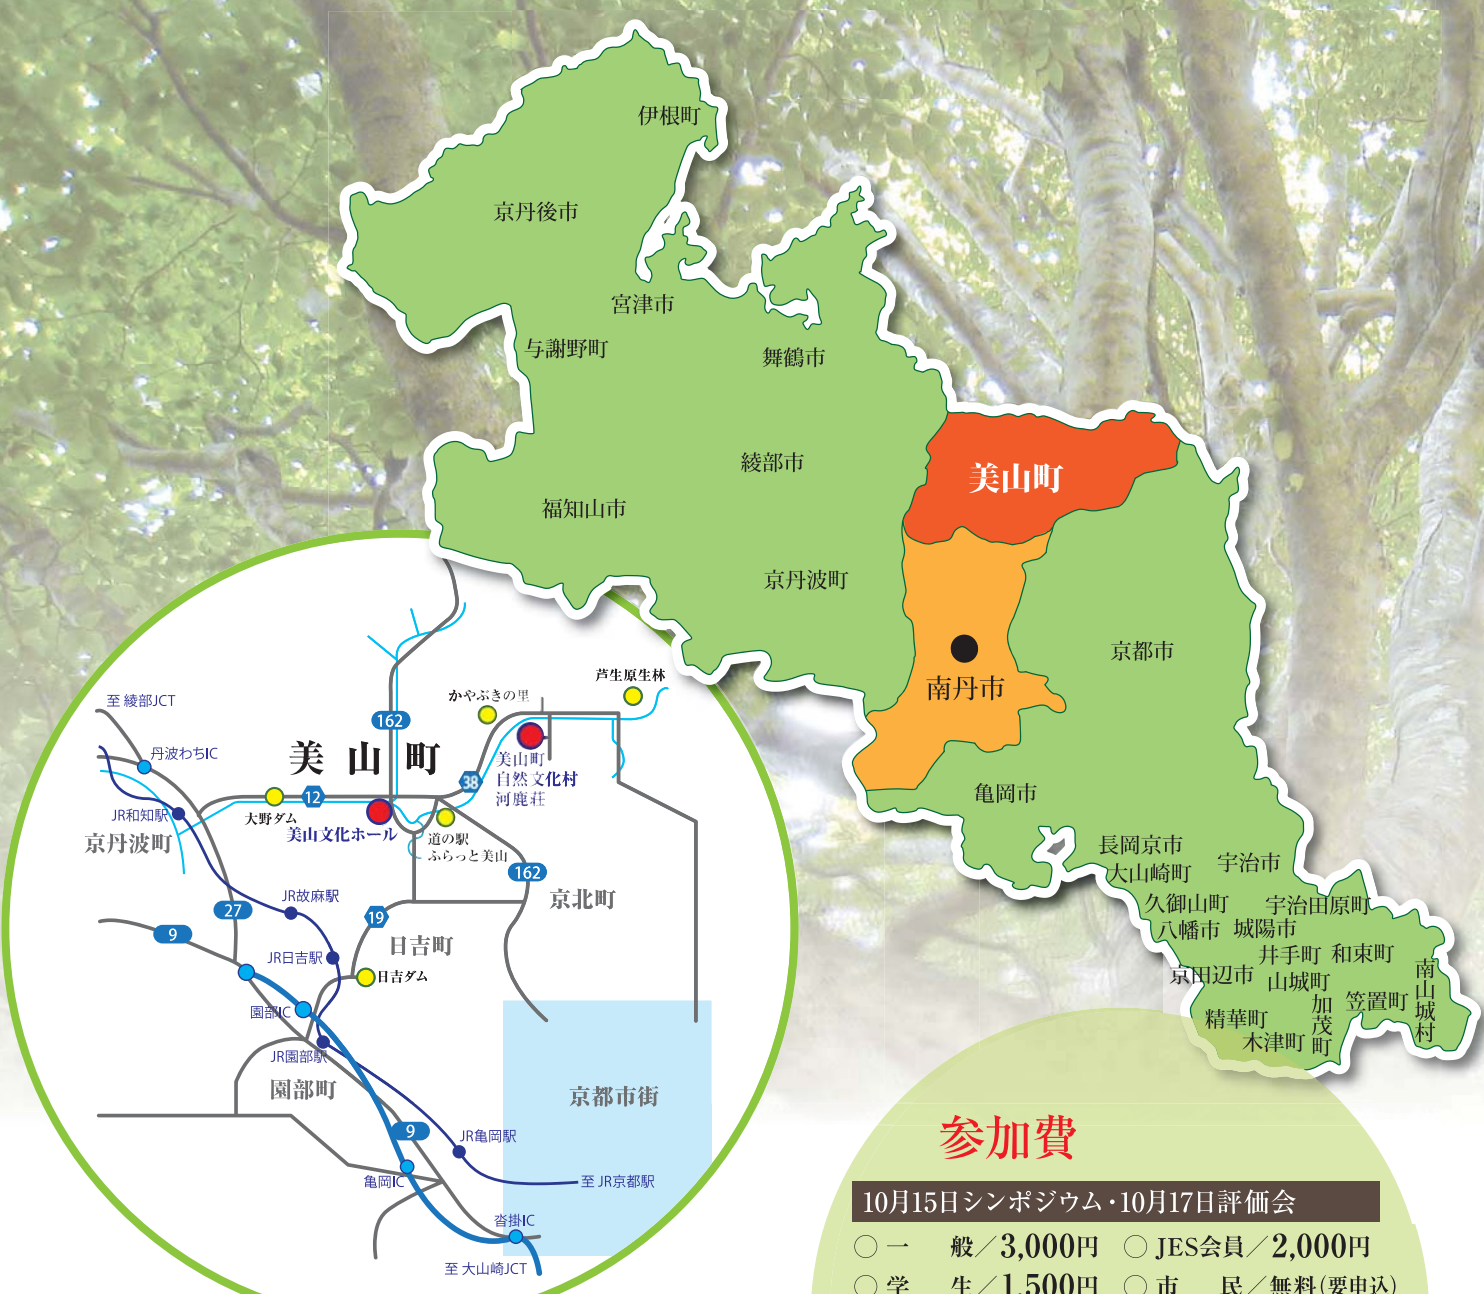 伊根町
京丹後市
宮津市
与謝野町
舞鶴市
綾部市
美山町
福知山市
京丹波町
京都市
南丹市
亀岡市
長岡京市
大山崎町
宇治市
久御山町
宇治田原町
八幡市
城陽市
井手町
和束町
京田辺市
山城町
南山城村
笠置町
加茂町
精華町
木津町
芦生原生林
かやぶきの里
至 綾部JCT
162
丹波わちIC
美山町
美山町
自然文化村
河鹿荘
38
12
JR和知駅
大野ダム
美山文化ホール
道の駅
ふらっと美山
京丹波町
162
JR故麻駅
京北町
27
19
9
日吉町
JR日吉駅
日吉ダム
園部IC
JR園部駅
園部町
京都市街
9
JR亀岡駅
亀岡IC
至 JR京都駅
沓掛IC
至 大山崎JCT
参加費
10月15日シンポジウム・10月17日評価会
○ 一 般／3,000円 ○ JES会員／2,000円
○ 学 生／1,500円 ○ 市 民／無料(要申込)